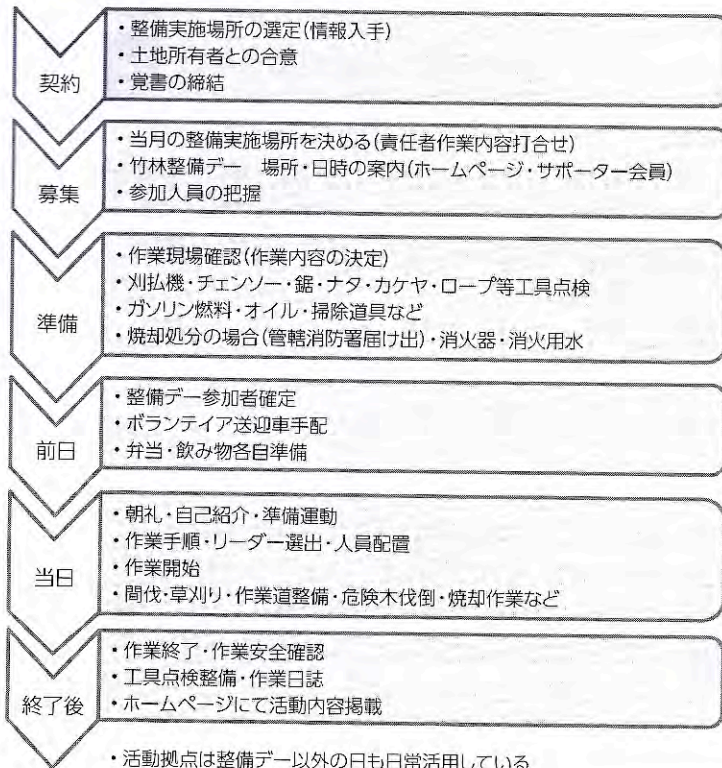 契約
・整備実施場所の選定(情報入手)
・土地所有者との合意
・覚書の締結
募集
・当月の整備実施場所を決める(責任者作業内容打合せ)
・竹林整備デー　場所・日時の案内(ホームページ・サポーター会員)
・参加人員の把握
準備
・作業現場確認(作業内容の決定)
・刈払機・チェンソー・鋸・ナタ・カケヤ・ロープ等工具点検
・ガソリン燃料・オイル・掃除道具など
・焼却処分の場合(管轄消防署届け出)・消火器・消火用水
前日
・整備デー参加者確定
・ボランテイア送迎車手配
・弁当・飲み物各自準備
当日
・朝礼・自己紹介・準備運動
・作業手順・リーダー選出・人員配置
・作業開始
・間伐・草刈り・作業道整備・危険木伐倒・焼却作業など
終了後
・作業終了・作業安全確認
・工具点検整備・作業日誌
・ホームページにて活動内容掲載
・活動拠点は整備デー以外の日も日常活用している